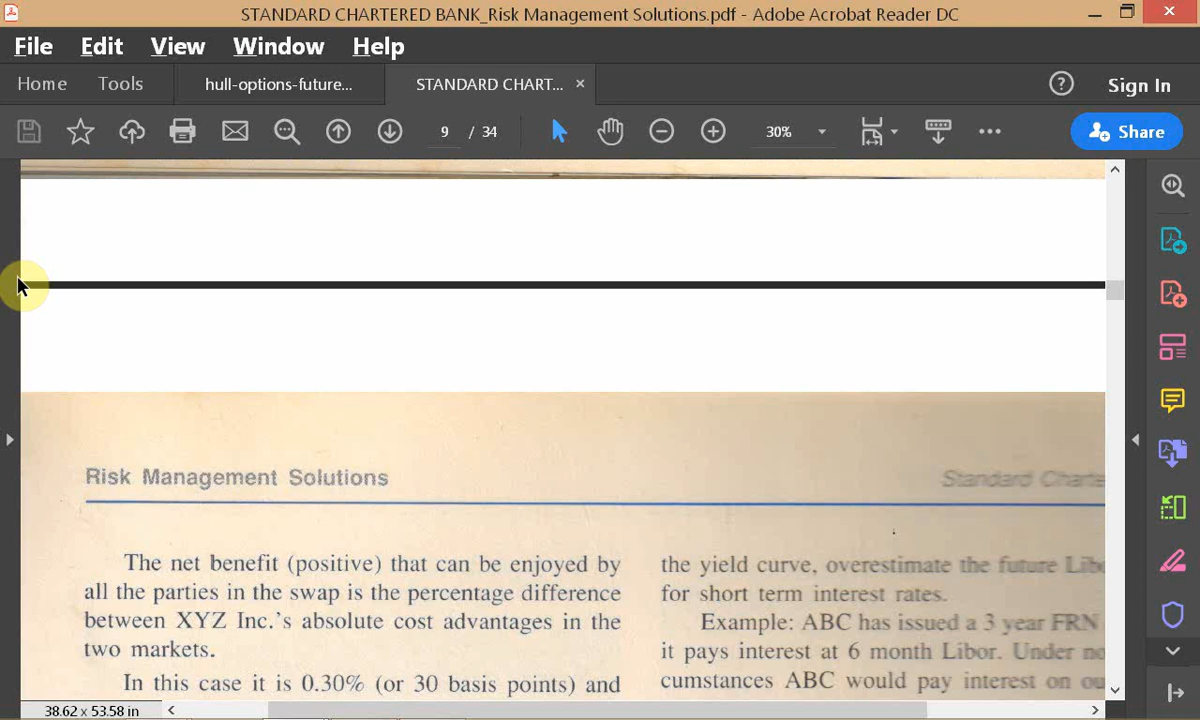 STANDARD CHARTERED BANK_Risk Management Solutions.pdf - Adobe Acrobat Reader DC
File Edit View Window Help
Home Tools hull-options-future... STANDARD CHART... × Sign In
9 / 34 30% Share
Risk Management Solutions Standard Charte
The net benefit (positive) that can be enjoyed by
all the parties in the swap is the percentage difference
between XYZ Inc.'s absolute cost advantages in the
two markets.
In this case it is 0.30% (or 30 basis points) and
the yield curve, overestimate the future Libo
for short term interest rates.
Example: ABC has issued a 3 year FRN
it pays interest at 6 month Libor. Under no
cumstances ABC would pay interest on ou
38.62 x 53.58 in